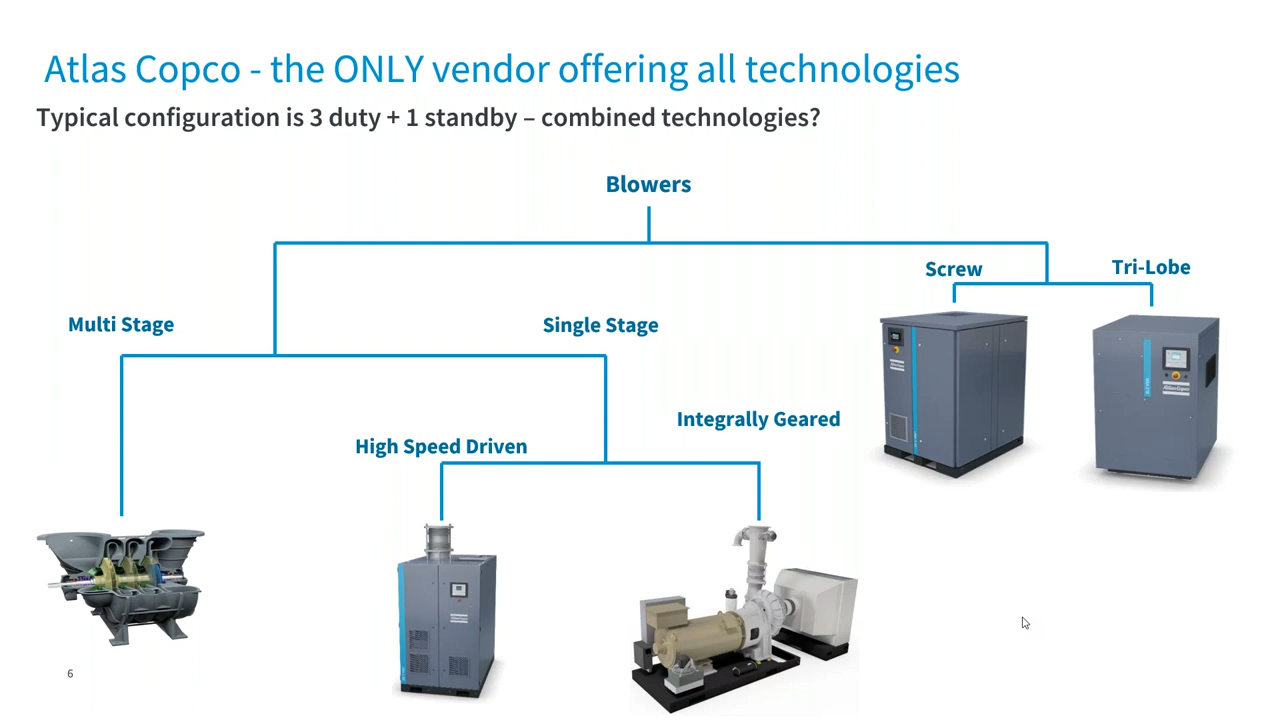 Atlas Copco - the ONLY vendor offering all technologies
Typical configuration is 3 duty + 1 standby – combined technologies?
Blowers
Screw
Tri-Lobe
Multi Stage
Single Stage
Integrally Geared
High Speed Driven
6